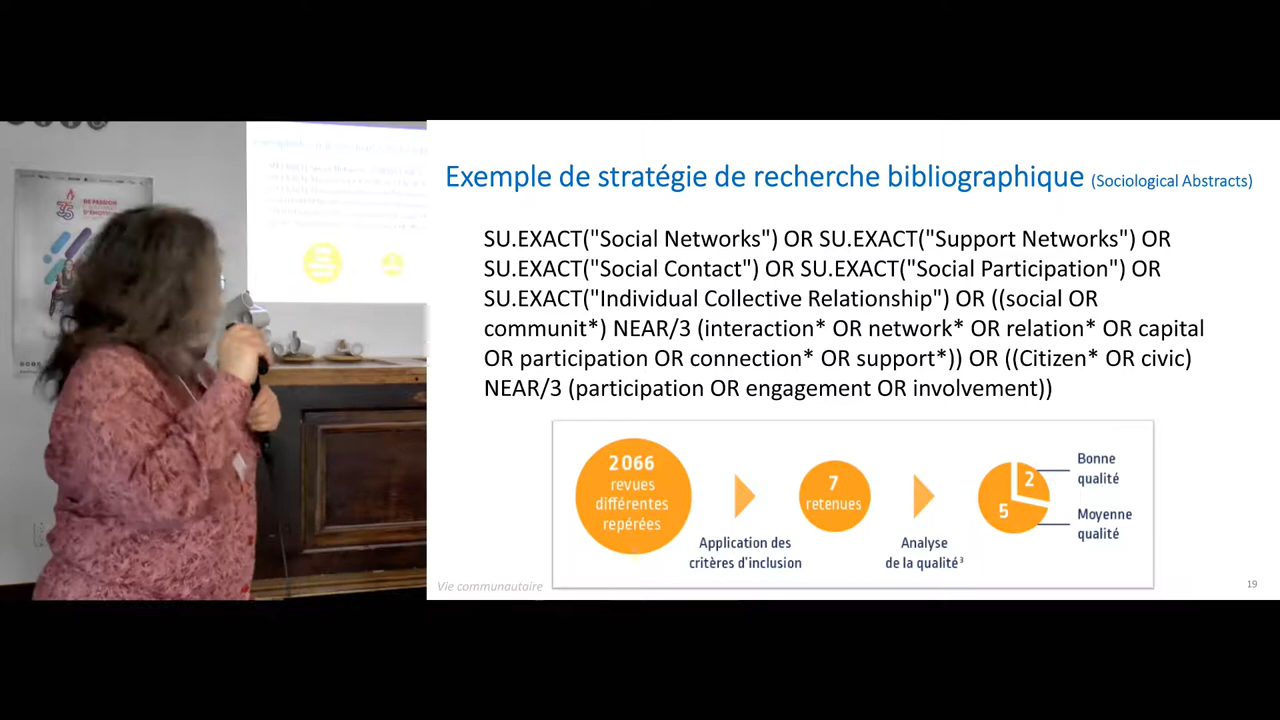 Exemple de stratégie de recherche bibliographique (Sociological Abstracts)
SU.EXACT("Social Networks") OR SU.EXACT("Support Networks") OR
SU.EXACT("Social Contact") OR SU.EXACT("Social Participation") OR
SU.EXACT("Individual Collective Relationship") OR ((social OR
communit*) NEAR/3 (interaction* OR network* OR relation* OR capital
OR participation OR connection* OR support*)) OR ((Citizen* OR civic)
NEAR/3 (participation OR engagement OR involvement))
2 066
revues
différentes
repérées
Application des
critères d'inclusion
7
retenues
Analyse
de la qualité³
2
5
Bonne
qualité
Moyenne
qualité
Vie communautaire
19
35
DE PASSION